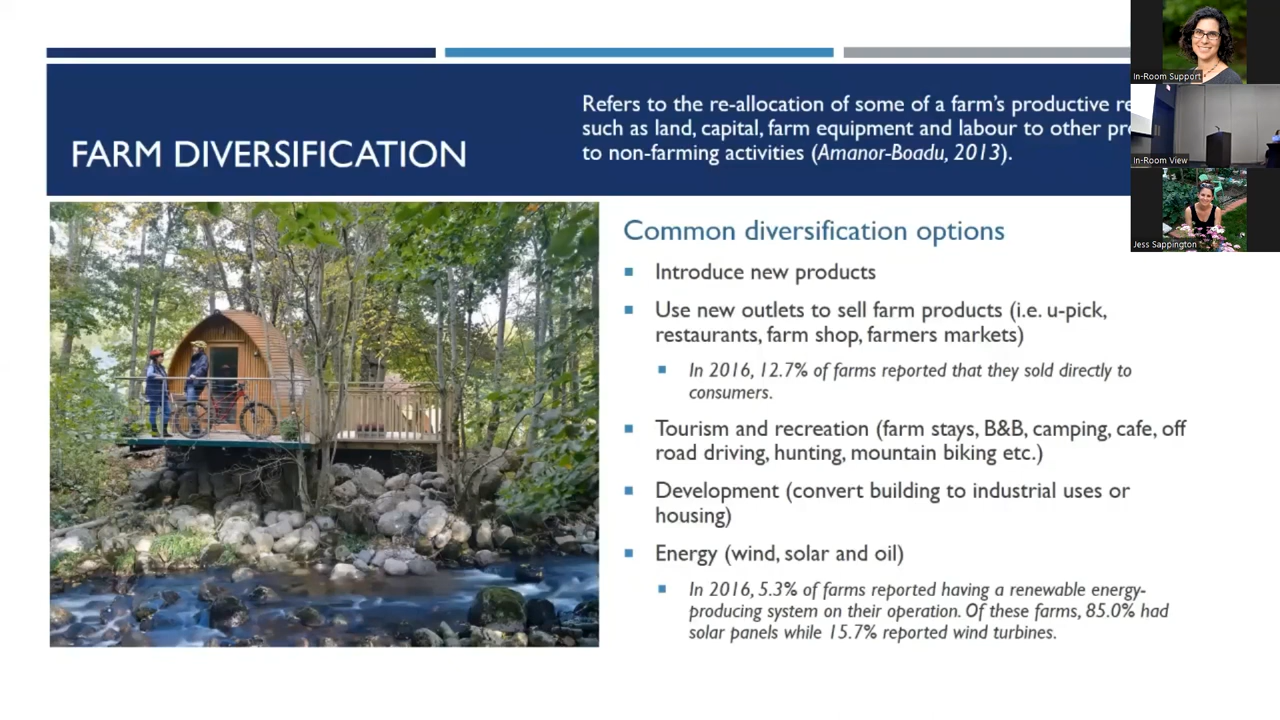 FARM DIVERSIFICATION
Refers to the re-allocation of some of a farm's productive
such as land, capital, farm equipment and labour to other
to non-farming activities (Amanor-Boadu, 2013).
Common diversification options
Introduce new products
Use new outlets to sell farm products (i.e. u-pick,
restaurants, farm shop, farmers markets)
In 2016, 12.7% of farms reported that they sold directly to
consumers.
Tourism and recreation (farm stays, B&B, camping, cafe, off
road driving, hunting, mountain biking etc.)
Development (convert building to industrial uses or
housing)
Energy (wind, solar and oil)
In 2016, 5.3% of farms reported having a renewable energy-
producing system on their operation. Of these farms, 85.0% had
solar panels while 15.7% reported wind turbines.
In-Room Support
In-Room View
Jess Sappington